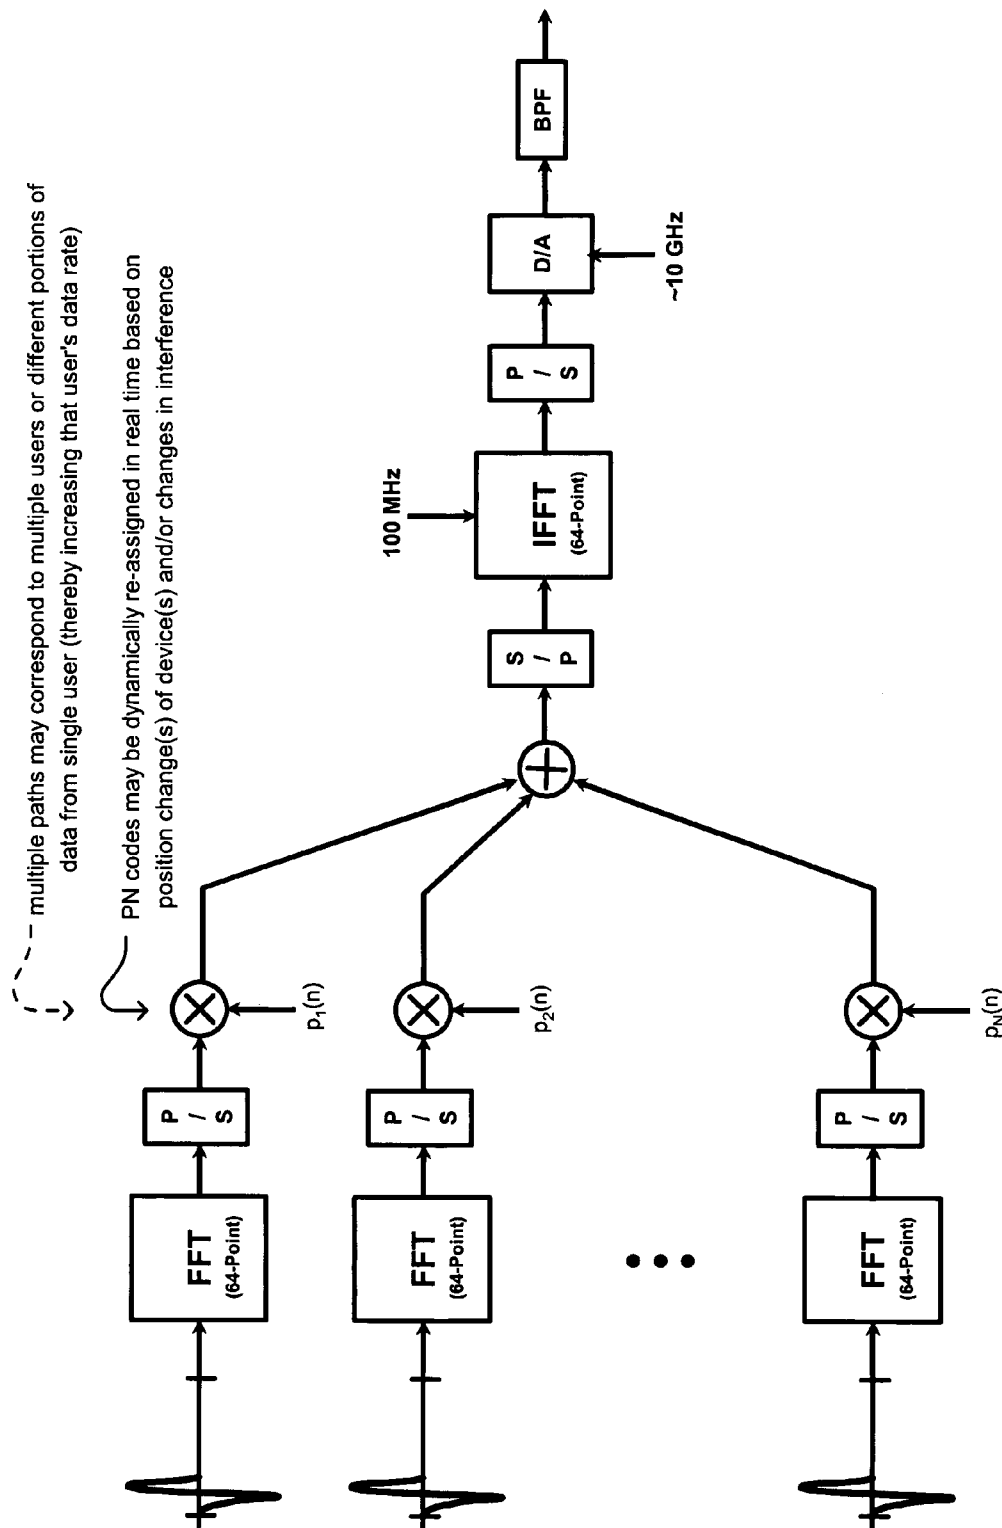 multiple paths may correspond to multiple users or different portions of
data from single user (thereby increasing that user's data rate)
PN codes may be dynamically re-assigned in real time based on
position change(s) of device(s) and/or changes in interference
FFT
(64-Point)
P
/
S
p₁(n)
FFT
(64-Point)
P
/
S
p₂(n)
FFT
(64-Point)
P
/
S
pₙ(n)
S
/
P
100 MHz
IFFT
(64-Point)
P
/
S
D/A
~10 GHz
BPF